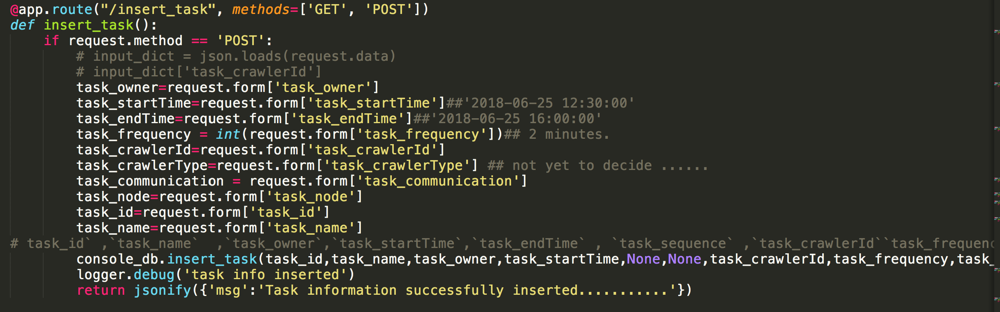 @app.route("/insert_task", methods=['GET', 'POST'])
def insert_task():
    if request.method == 'POST':
        # input_dict = json.loads(request.data)
        # input_dict['task_crawlerId']
        task_owner=request.form['task_owner']
        task_startTime=request.form['task_startTime']##'2018-06-25 12:30:00'
        task_endTime=request.form['task_endTime']##'2018-06-25 16:00:00'
        task_frequency = int(request.form['task_frequency'])## 2 minutes.
        task_crawlerId=request.form['task_crawlerId']
        task_crawlerType=request.form['task_crawlerType'] ## not yet to decide ......
        task_communication = request.form['task_communication']
        task_node=request.form['task_node']
        task_id=request.form['task_id']
        task_name=request.form['task_name']
# task_id` ,`task_name`  ,`task_owner`,`task_startTime`,`task_endTime` , `task_sequence` ,`task_crawlerId``task_frequenc
        console_db.insert_task(task_id,task_name,task_owner,task_startTime,None,None,task_crawlerId,task_frequency,task_
        logger.debug('task info inserted')
        return jsonify({'msg':'Task information successfully inserted...........'})